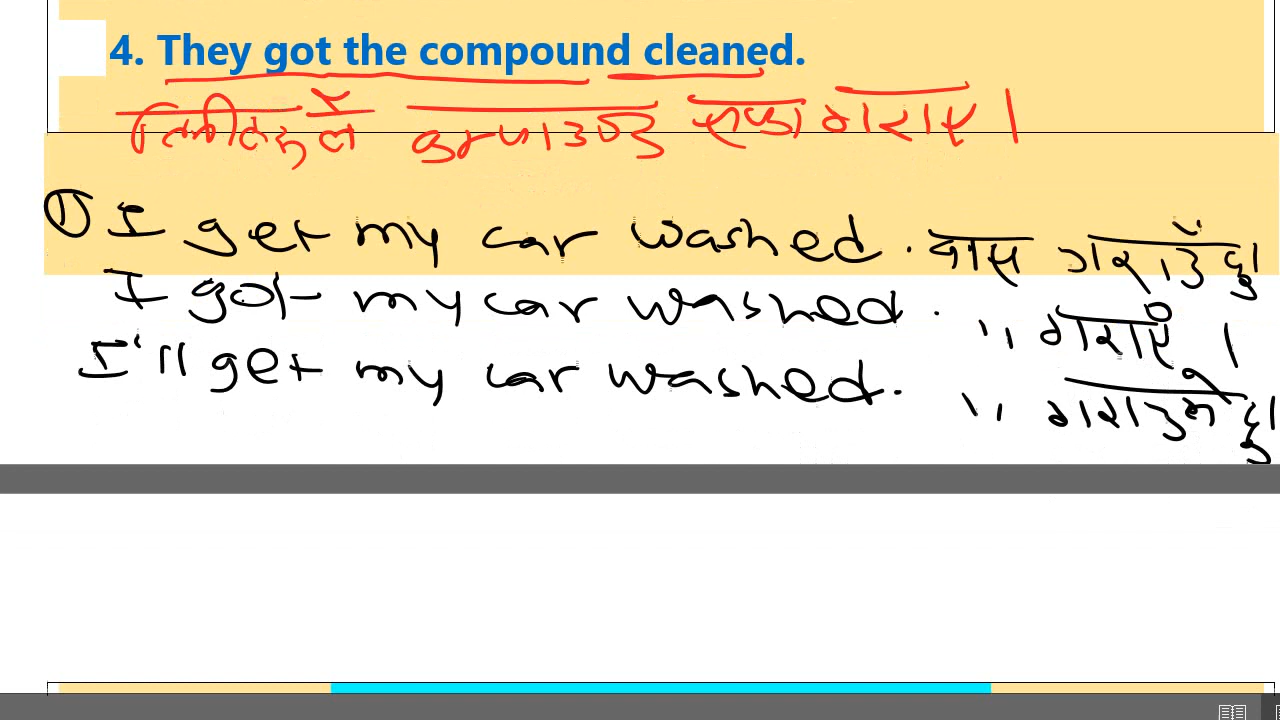 4. They got the compound cleaned.
तिनीहरूले कम्पाउण्ड सफा गराए ।
① I get my car washed. वास गराउँछु।
I got my car washed. ,, गराएँ ।
I'll get my car washed. ,, गराउनेछु।